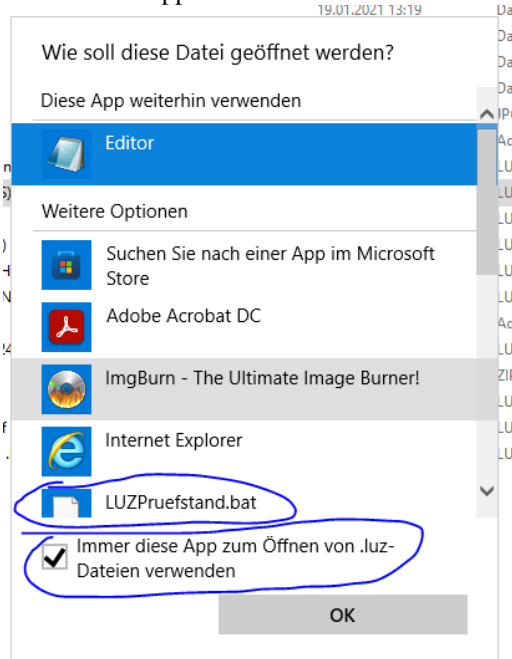 19.01.2021 13:19
Wie soll diese Datei geöffnet werden?
Diese App weiterhin verwenden
Editor
Weitere Optionen
Suchen Sie nach einer App im Microsoft
Store
Adobe Acrobat DC
ImgBurn - The Ultimate Image Burner!
Internet Explorer
LUZPruefstand.bat
Immer diese App zum Öffnen von .luz-
Dateien verwenden
OK